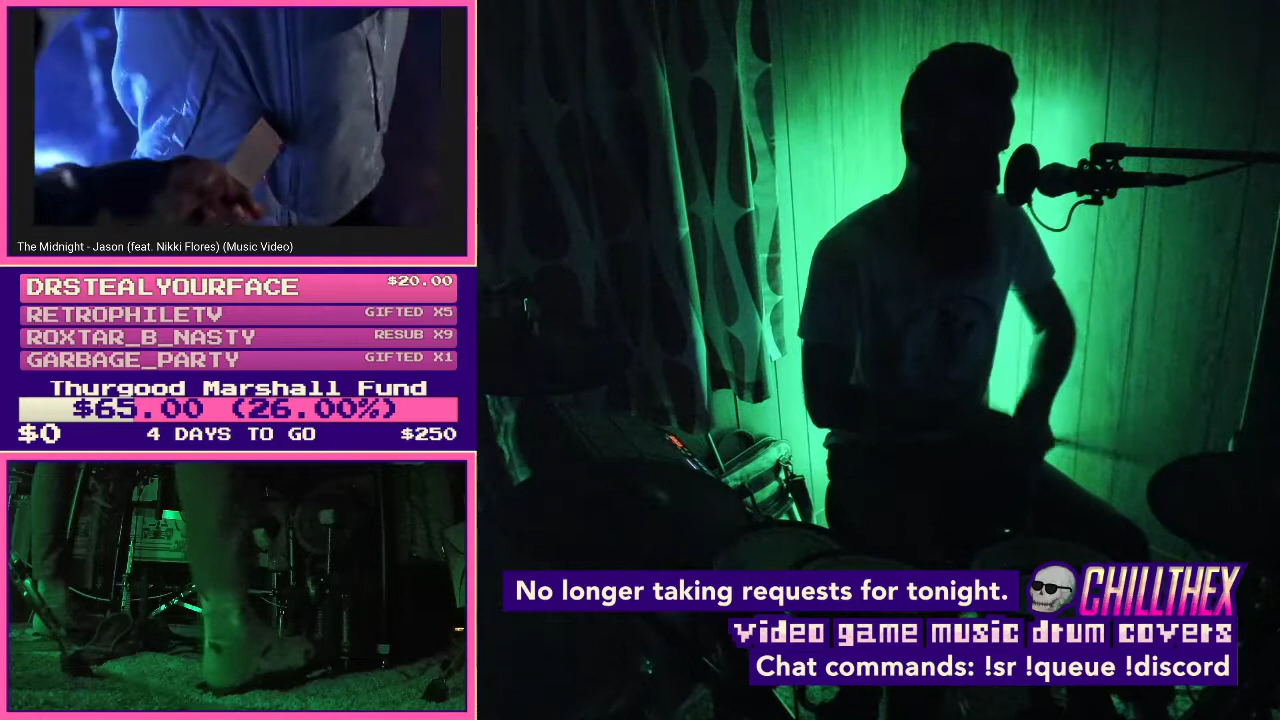 The Midnight - Jason (feat. Nikki Flores) (Music Video)
DRSTEALYOURFACE $20.00
RETROPHILETV GIFTED X5
ROXTAR_B_NASTY RESUB X9
GARBAGE_PARTY GIFTED X1
Thurgood Marshall Fund
$65.00 (26.00%)
$0 4 DAYS TO GO $250
No longer taking requests for tonight.
CHILLTHEX
video game music drum covers
Chat commands: !sr !queue !discord